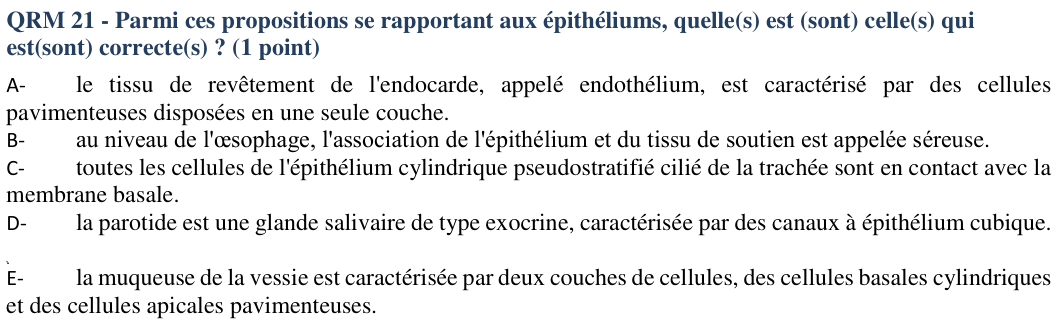 QRM 21 - Parmi ces propositions se rapportant aux épithéliums, quelle(s) est (sont) celle(s) qui
est(sont) correcte(s) ? (1 point)
A- le tissu de revêtement de l'endocarde, appelé endothélium, est caractérisé par des cellules
pavimenteuses disposées en une seule couche.
B- au niveau de l'œsophage, l'association de l'épithélium et du tissu de soutien est appelée séreuse.
C- toutes les cellules de l'épithélium cylindrique pseudostratifié cilié de la trachée sont en contact avec la
membrane basale.
D- la parotide est une glande salivaire de type exocrine, caractérisée par des canaux à épithélium cubique.
E- la muqueuse de la vessie est caractérisée par deux couches de cellules, des cellules basales cylindriques
et des cellules apicales pavimenteuses.